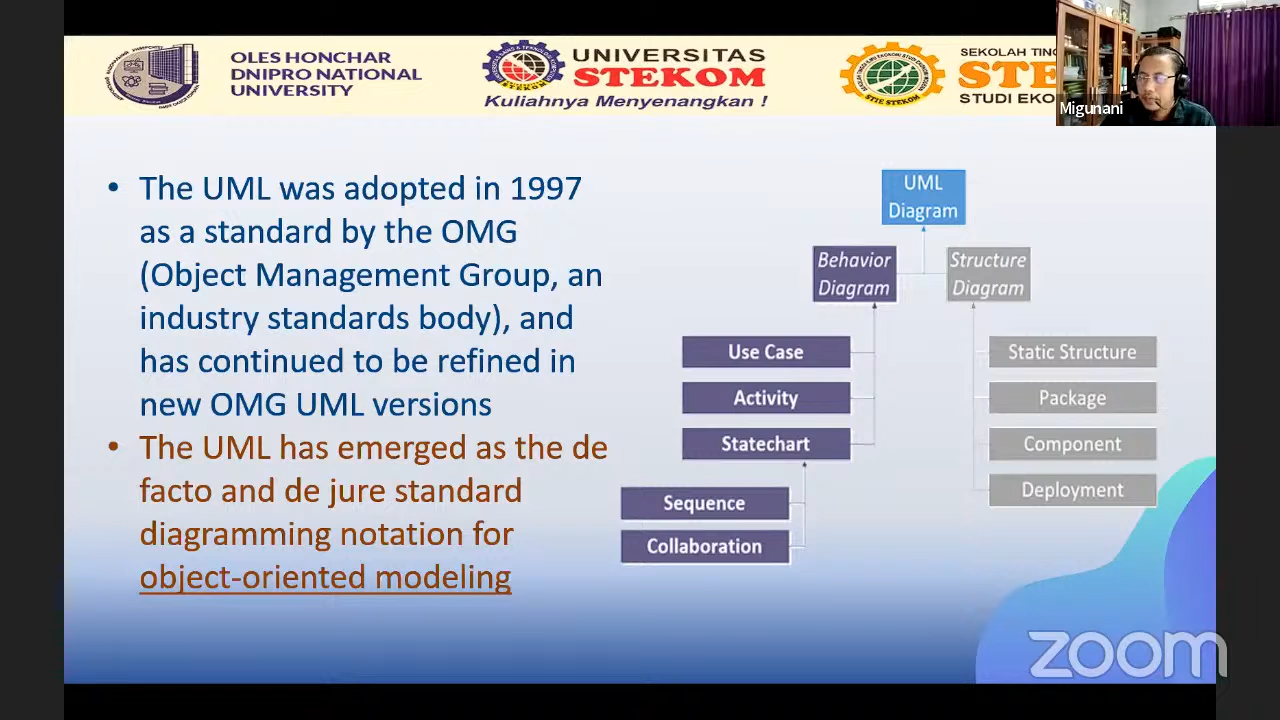 OLES HONCHAR
DNIPRO NATIONAL
UNIVERSITY
UNIVERSITAS
STEKOM
Kuliahnya Menyenangkan !
SEKOLAH
STE
STUDI
Migunani
• The UML was adopted in 1997
as a standard by the OMG
(Object Management Group, an
industry standards body), and
has continued to be refined in
new OMG UML versions
• The UML has emerged as the de
facto and de jure standard
diagramming notation for
object-oriented modeling
UML
Diagram
Behavior
Diagram
Structure
Diagram
Use Case
Activity
Statechart
Sequence
Collaboration
Static Structure
Package
Component
Deployment
zoom